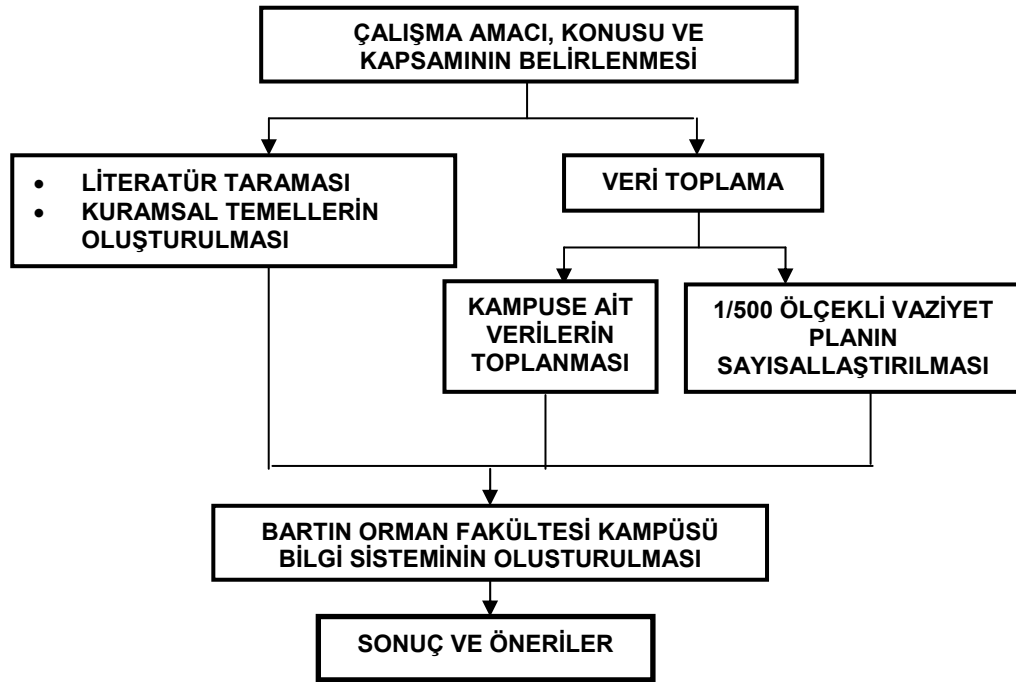 ÇALIŞMA AMACI, KONUSU VE
KAPSAMININ BELİRLENMESİ
• LİTERATÜR TARAMASI
• KURAMSAL TEMELLERİN
OLUŞTURULMASI
VERİ TOPLAMA
KAMPUSE AİT
VERİLERİN
TOPLANMASI
1/500 ÖLÇEKLİ VAZİYET
PLANIN
SAYISALLAŞTIRILMASI
BARTIN ORMAN FAKÜLTESİ KAMPÜSÜ
BİLGİ SİSTEMİNİN OLUSTURULMASI
SONUÇ VE ÖNERİLER